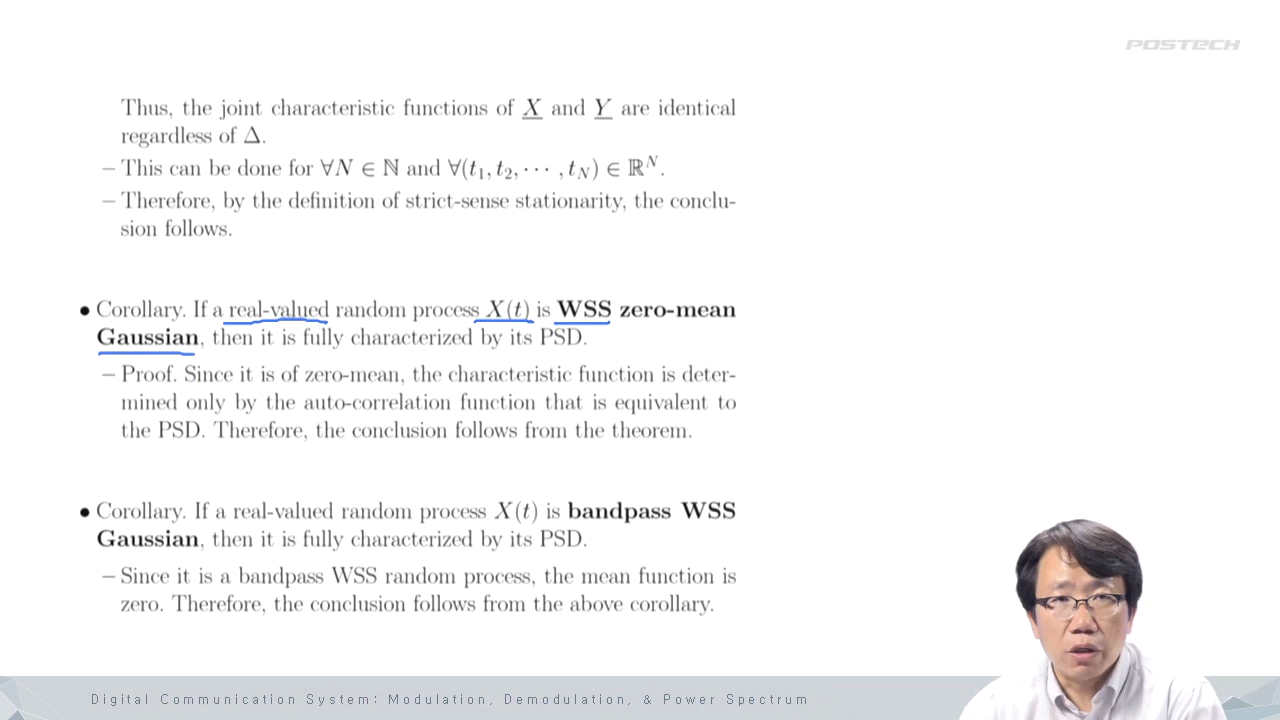 POSTECH
Thus, the joint characteristic functions of X and Y are identical
regardless of Δ.
– This can be done for ∀N ∈ ℕ and ∀(t₁, t₂, ⋯ , t_N) ∈ ℝᴺ.
– Therefore, by the definition of strict-sense stationarity, the conclu-
sion follows.
● Corollary. If a real-valued random process X(t) is WSS zero-mean
Gaussian, then it is fully characterized by its PSD.
– Proof. Since it is of zero-mean, the characteristic function is deter-
mined only by the auto-correlation function that is equivalent to
the PSD. Therefore, the conclusion follows from the theorem.
● Corollary. If a real-valued random process X(t) is bandpass WSS
Gaussian, then it is fully characterized by its PSD.
– Since it is a bandpass WSS random process, the mean function is
zero. Therefore, the conclusion follows from the above corollary.
Digital Communication System: Modulation, Demodulation, & Power Spectrum